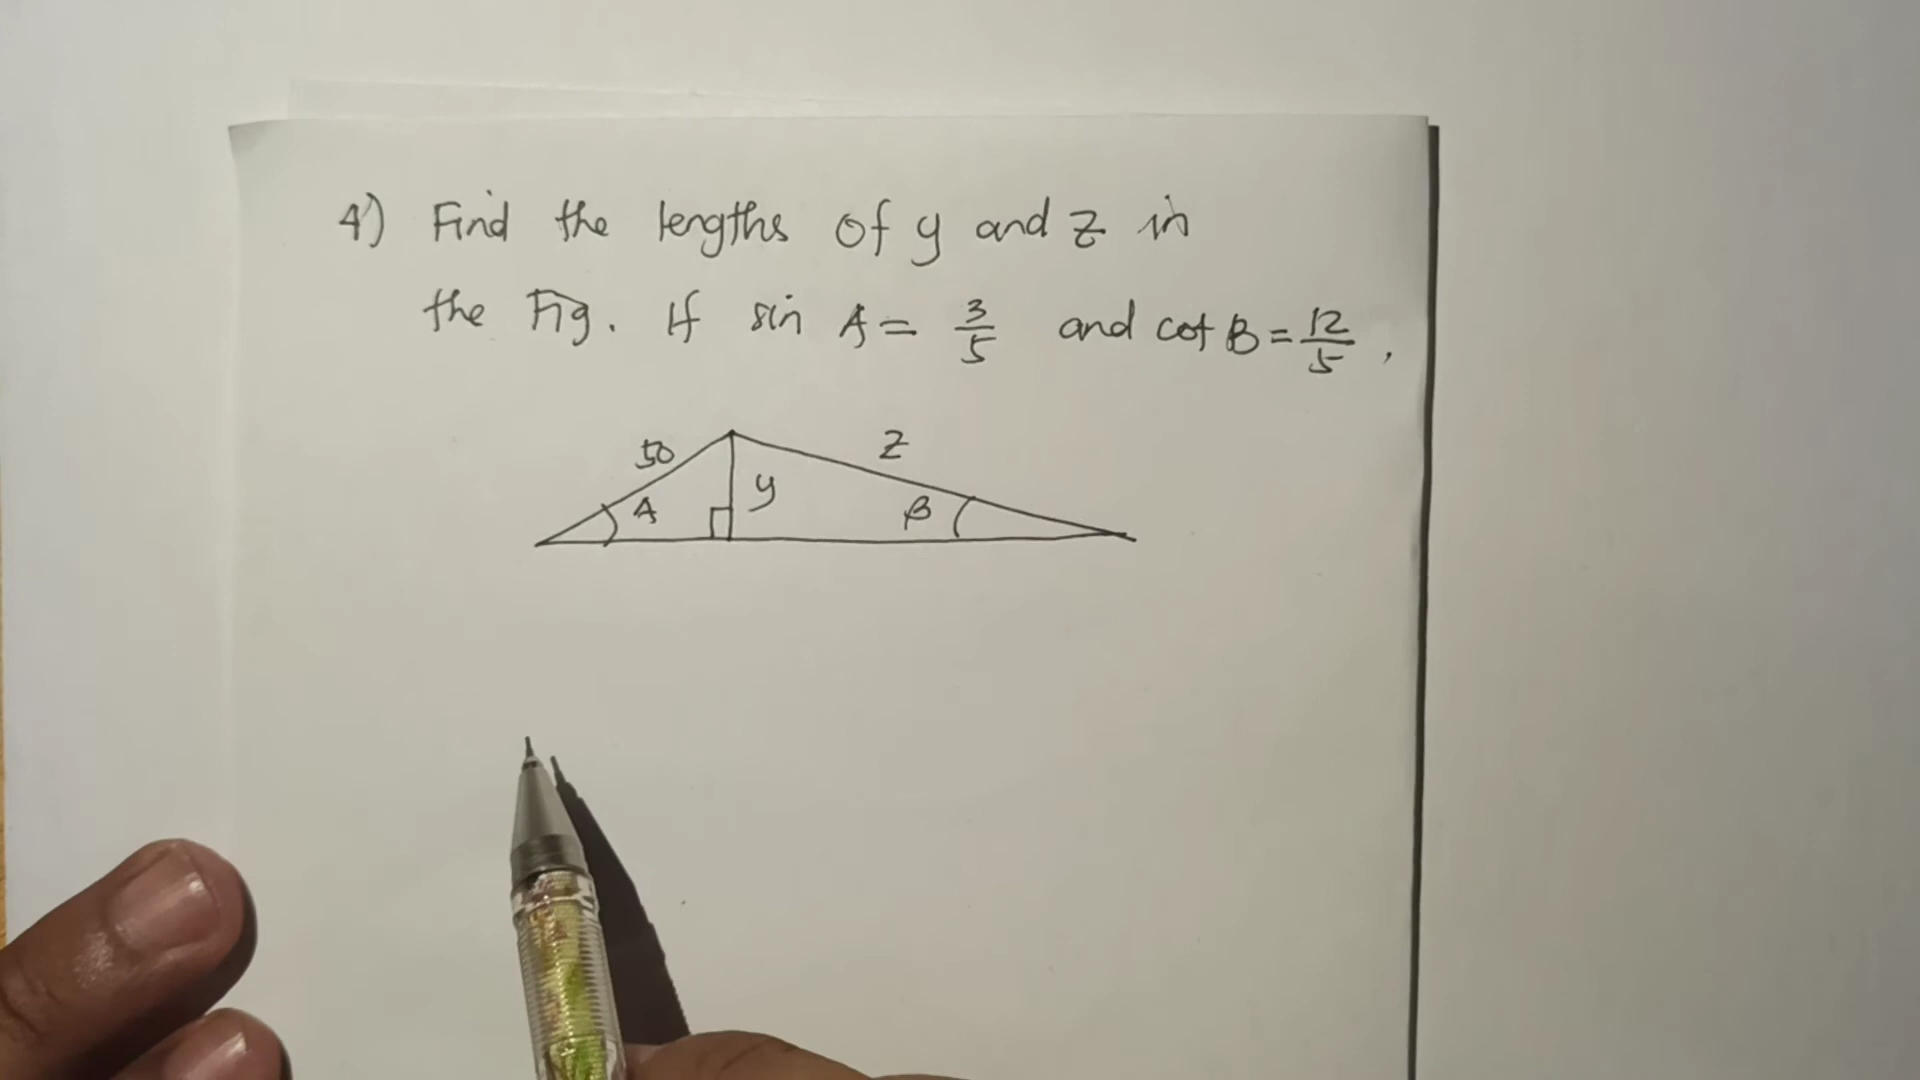 4) Find the lengths of y and z in
the Fig. If sin A = 3/5 and cot B = 12/5.
50 z
A y β